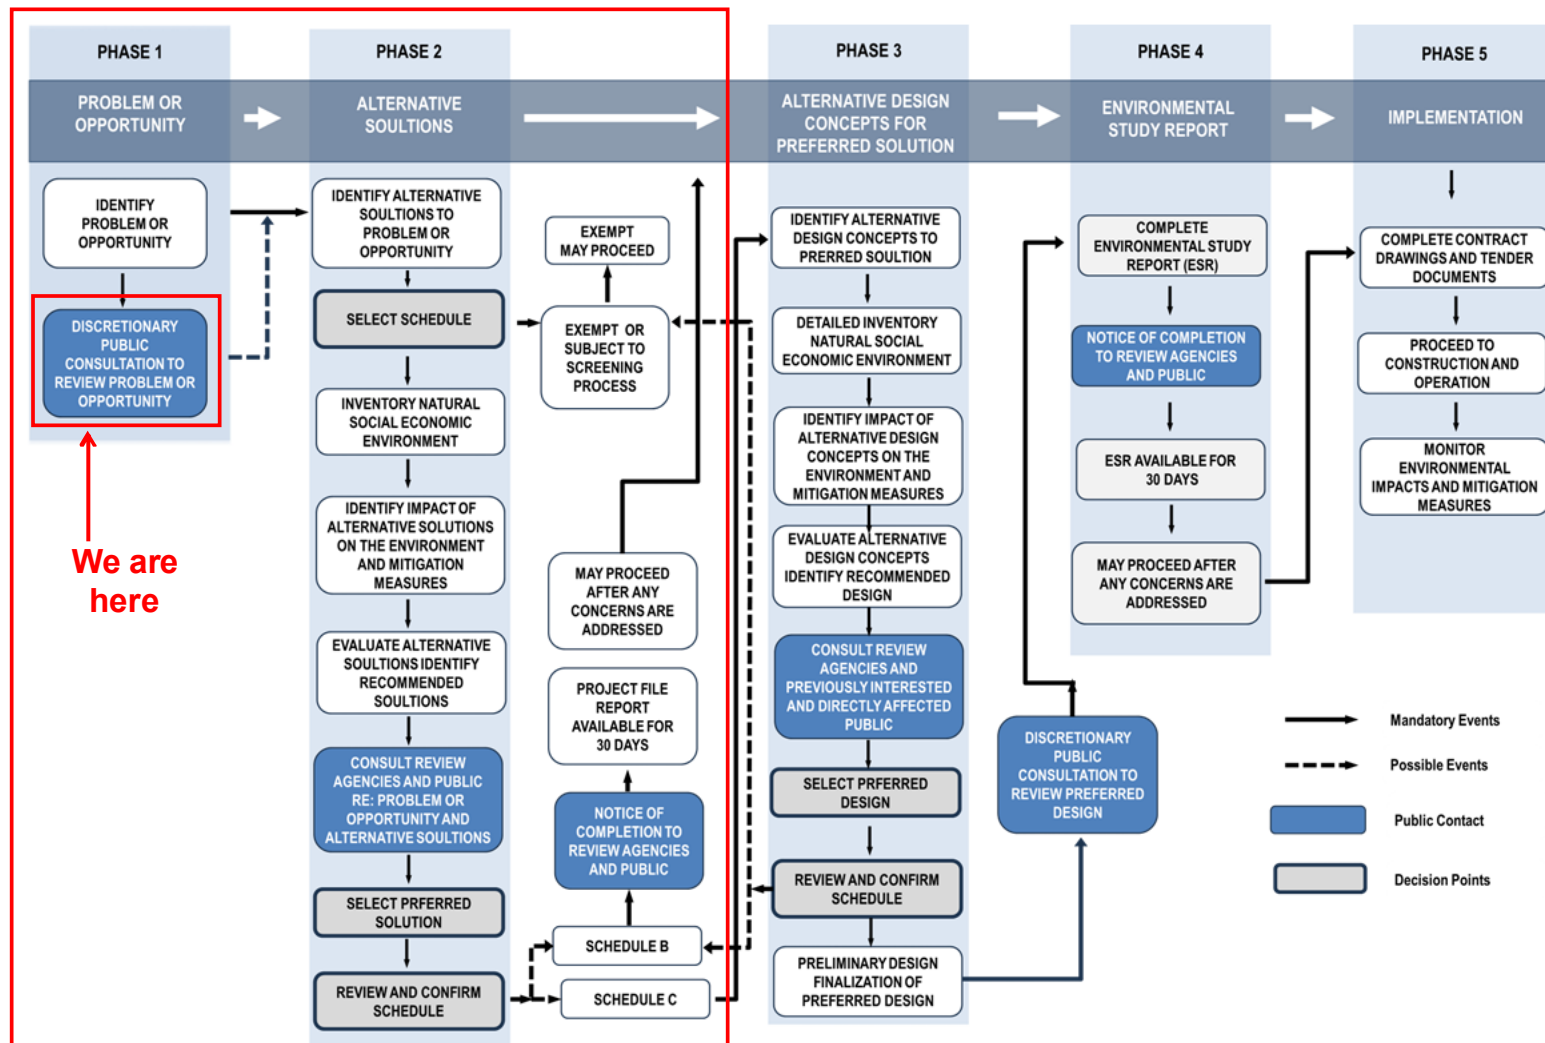 PHASE 1
PROBLEM OR
OPPORTUNITY
IDENTIFY
PROBLEM OR
OPPORTUNITY
DISCRETIONARY
PUBLIC
CONSULTATION TO
REVIEW PROBLEM OR
OPPORTUNITY
We are
here
PHASE 2
ALTERNATIVE
SOULTIONS
IDENTIFY ALTERNATIVE
SOULTIONS TO
PROBLEM OR
OPPORTUNITY
SELECT SCHEDULE
INVENTORY NATURAL
SOCIAL ECONOMIC
ENVIRONMENT
IDENTIFY IMPACT OF
ALTERNATIVE SOLUTIONS
ON THE ENVIRONMENT
AND MITIGATION
MEASURES
EVALUATE ALTERNATIVE
SOULTIONS IDENTIFY
RECOMMENDED
SOULTIONS
CONSULT REVIEW
AGENCIES AND PUBLIC
RE: PROBLEM OR
OPPORTUNITY AND
ALTERNATIVE SOULTIONS
SELECT PRFERRED
SOLUTION
REVIEW AND CONFIRM
SCHEDULE
EXEMPT
MAY PROCEED
EXEMPT OR
SUBJECT TO
SCREENING
PROCESS
MAY PROCEED
AFTER ANY
CONCERNS ARE
ADDRESSED
PROJECT FILE
REPORT
AVAILABLE FOR
30 DAYS
NOTICE OF
COMPLETION TO
REVIEW AGENCIES
AND PUBLIC
SCHEDULE B
SCHEDULE C
PHASE 3
ALTERNATIVE DESIGN
CONCEPTS FOR
PREFERRED SOLUTION
IDENTIFY ALTERNATIVE
DESIGN CONCEPTS TO
PRERRED SOULTION
DETAILED INVENTORY
NATURAL SOCIAL
ECONOMIC ENVIRONMENT
IDENTIFY IMPACT OF
ALTERNATIVE DESIGN
CONCEPTS ON THE
ENVIRONMENT AND
MITIGATION MEASURES
EVALUATE ALTERNATIVE
DESIGN CONCEPTS
IDENTIFY RECOMMENDED
DESIGN
CONSULT REVIEW
AGENCIES AND
PREVIOUSLY INTERESTED
AND DIRECTLY AFFECTED
PUBLIC
SELECT PRFERRED
DESIGN
REVIEW AND CONFIRM
SCHEDULE
PRELIMINARY DESIGN
FINALIZATION OF
PREFERRED DESIGN
DISCRETIONARY
PUBLIC
CONSULTATION TO
REVIEW PREFERRED
DESIGN
PHASE 4
ENVIRONMENTAL
STUDY REPORT
COMPLETE
ENVIRONMENTAL STUDY
REPORT (ESR)
NOTICE OF COMPLETION
TO REVIEW AGENCIES
AND PUBLIC
ESR AVAILABLE FOR
30 DAYS
MAY PROCEED AFTER
ANY CONCERNS ARE
ADDRESSED
PHASE 5
IMPLEMENTATION
COMPLETE CONTRACT
DRAWINGS AND TENDER
DOCUMENTS
PROCEED TO
CONSTRUCTION AND
OPERATION
MONITOR
ENVIRONMENTAL
IMPACTS AND MITIGATION
MEASURES
Mandatory Events
Possible Events
Public Contact
Decision Points